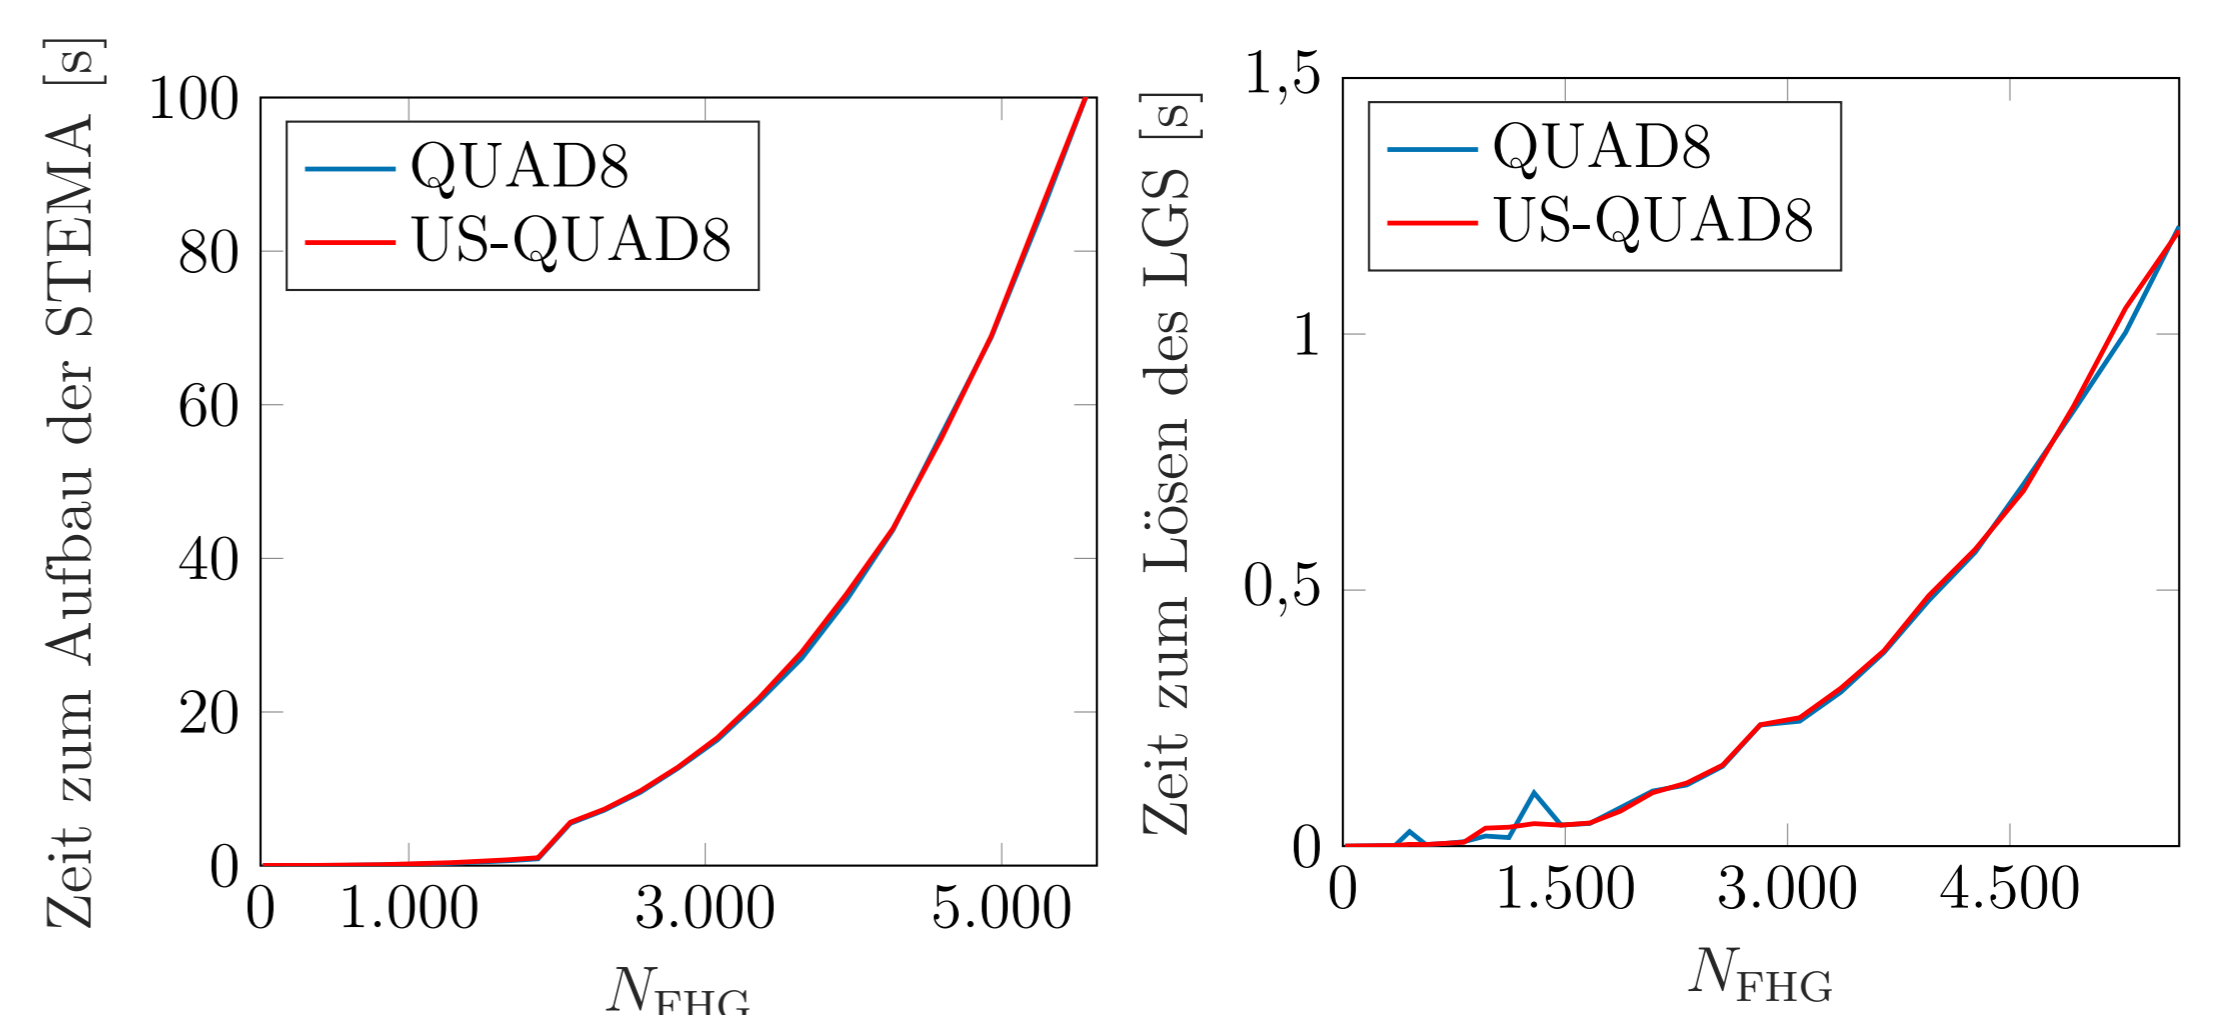 Zeit zum Aufbau der STEMA [s]
100
80
60
40
20
0
0 1.000 3.000 5.000
N_FHG
QUAD8
US-QUAD8
Zeit zum Lösen des LGS [s]
1,5
1
0,5
0
0 1.500 3.000 4.500
N_FHG
QUAD8
US-QUAD8